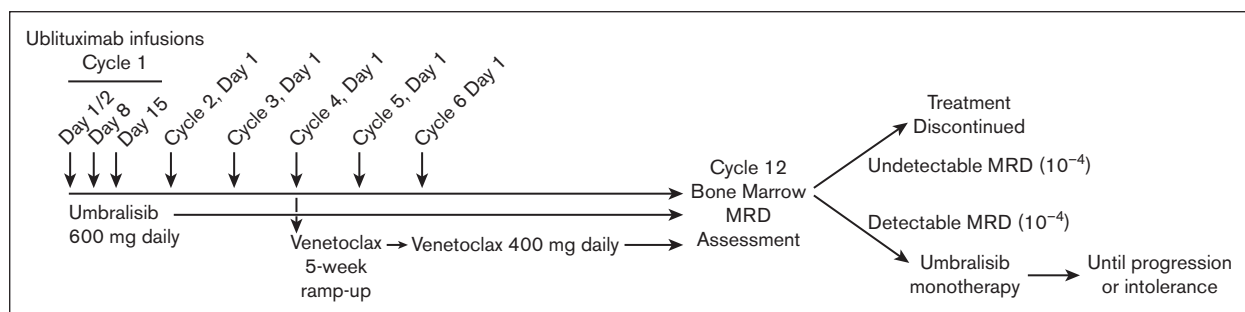 Ublituximab infusions
Cycle 1
Day 1/2
Day 8
Day 15
Cycle 2, Day 1
Cycle 3, Day 1
Cycle 4, Day 1
Cycle 5, Day 1
Cycle 6 Day 1
Umbralisib
600 mg daily
Venetoclax
5-week
ramp-up
Venetoclax 400 mg daily
Cycle 12
Bone Marrow
MRD
Assessment
Treatment
Discontinued
Undetectable MRD (10⁻⁴)
Detectable MRD (10⁻⁴)
Umbralisib
monotherapy
Until progression
or intolerance